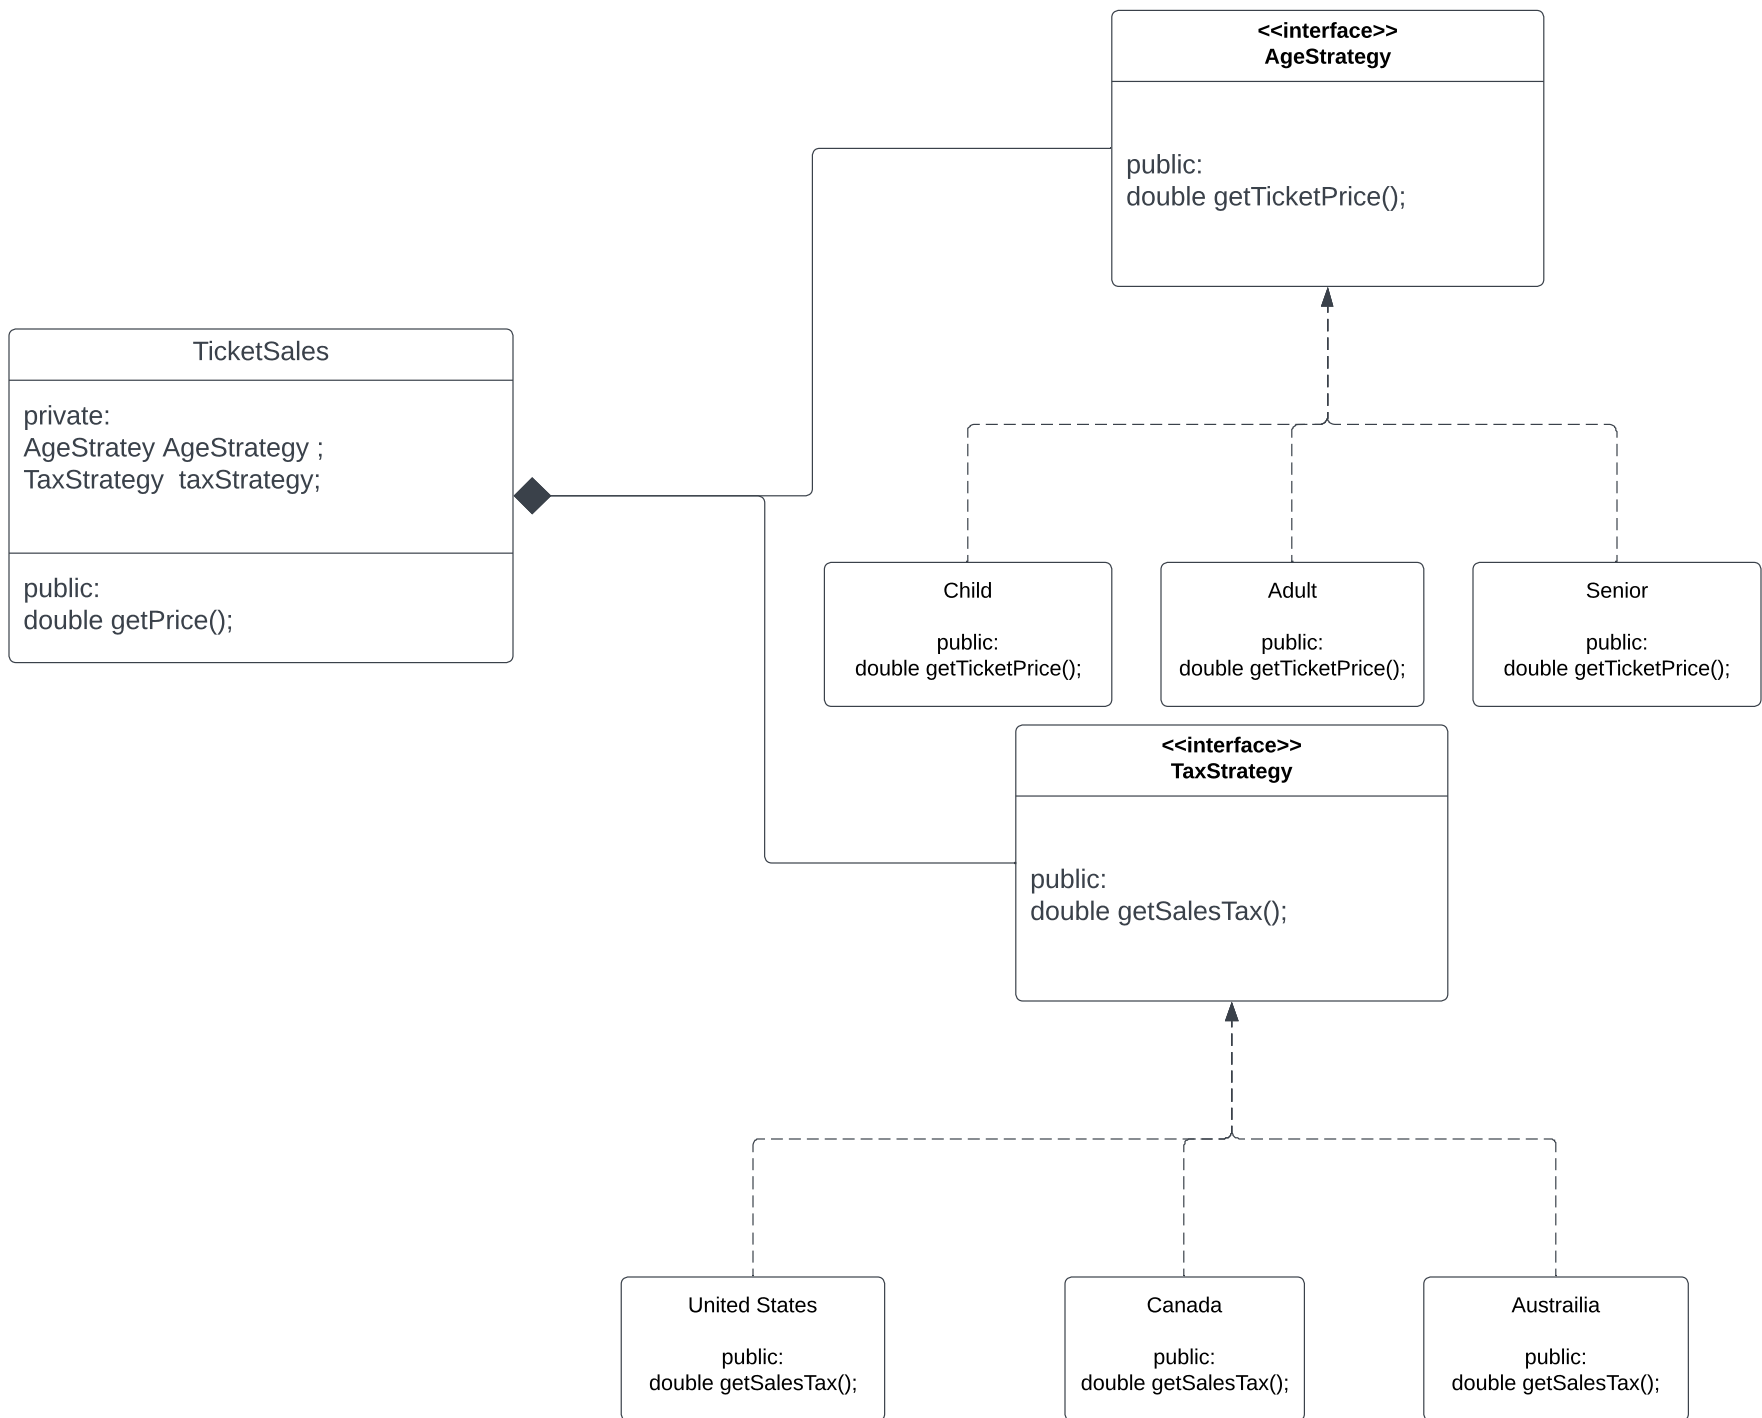 <<interface>>
AgeStrategy
public:
double getTicketPrice();
TicketSales
private:
AgeStratey AgeStrategy ;
TaxStrategy  taxStrategy;
public:
double getPrice();
Child
public:
double getTicketPrice();
Adult
public:
double getTicketPrice();
Senior
public:
double getTicketPrice();
<<interface>>
TaxStrategy
public:
double getSalesTax();
United States
public:
double getSalesTax();
Canada
public:
double getSalesTax();
Austrailia
public:
double getSalesTax();